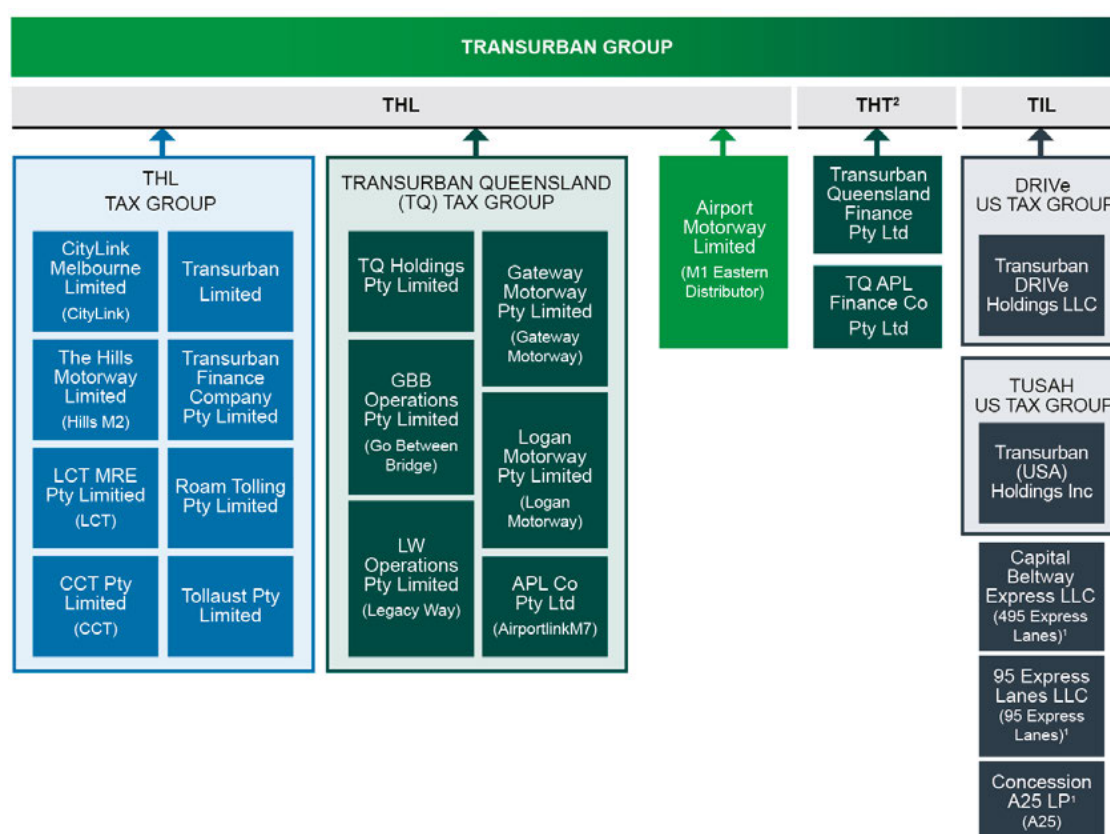 TRANSURBAN GROUP
THL
THT²
TIL
THL
TAX GROUP
CityLink
Melbourne
Limited
(CityLink)
Transurban
Limited
The Hills
Motorway
Limited
(Hills M2)
Transurban
Finance
Company
Pty Limited
LCT MRE
Pty Limitied
(LCT)
Roam Tolling
Pty Limited
CCT Pty
Limited
(CCT)
Tollaust Pty
Limited
TRANSURBAN QUEENSLAND
(TQ) TAX GROUP
TQ Holdings
Pty Limited
GBB
Operations
Pty Limited
(Go Between
Bridge)
LW
Operations
Pty Limited
(Legacy Way)
Gateway
Motorway
Pty Limited
(Gateway
Motorway)
Logan
Motorway
Pty Limited
(Logan
Motorway)
APL Co
Pty Ltd
(AirportlinkM7)
Airport
Motorway
Limited
(M1 Eastern
Distributor)
Transurban
Queensland
Finance
Pty Ltd
TQ APL
Finance Co
Pty Ltd
DRIVe
US TAX GROUP
Transurban
DRIVe
Holdings LLC
TUSAH
US TAX GROUP
Transurban
(USA)
Holdings Inc
Capital
Beltway
Express LLC
(495 Express
Lanes)¹
95 Express
Lanes LLC
(95 Express
Lanes)¹
Concession
A25 LP¹
(A25)